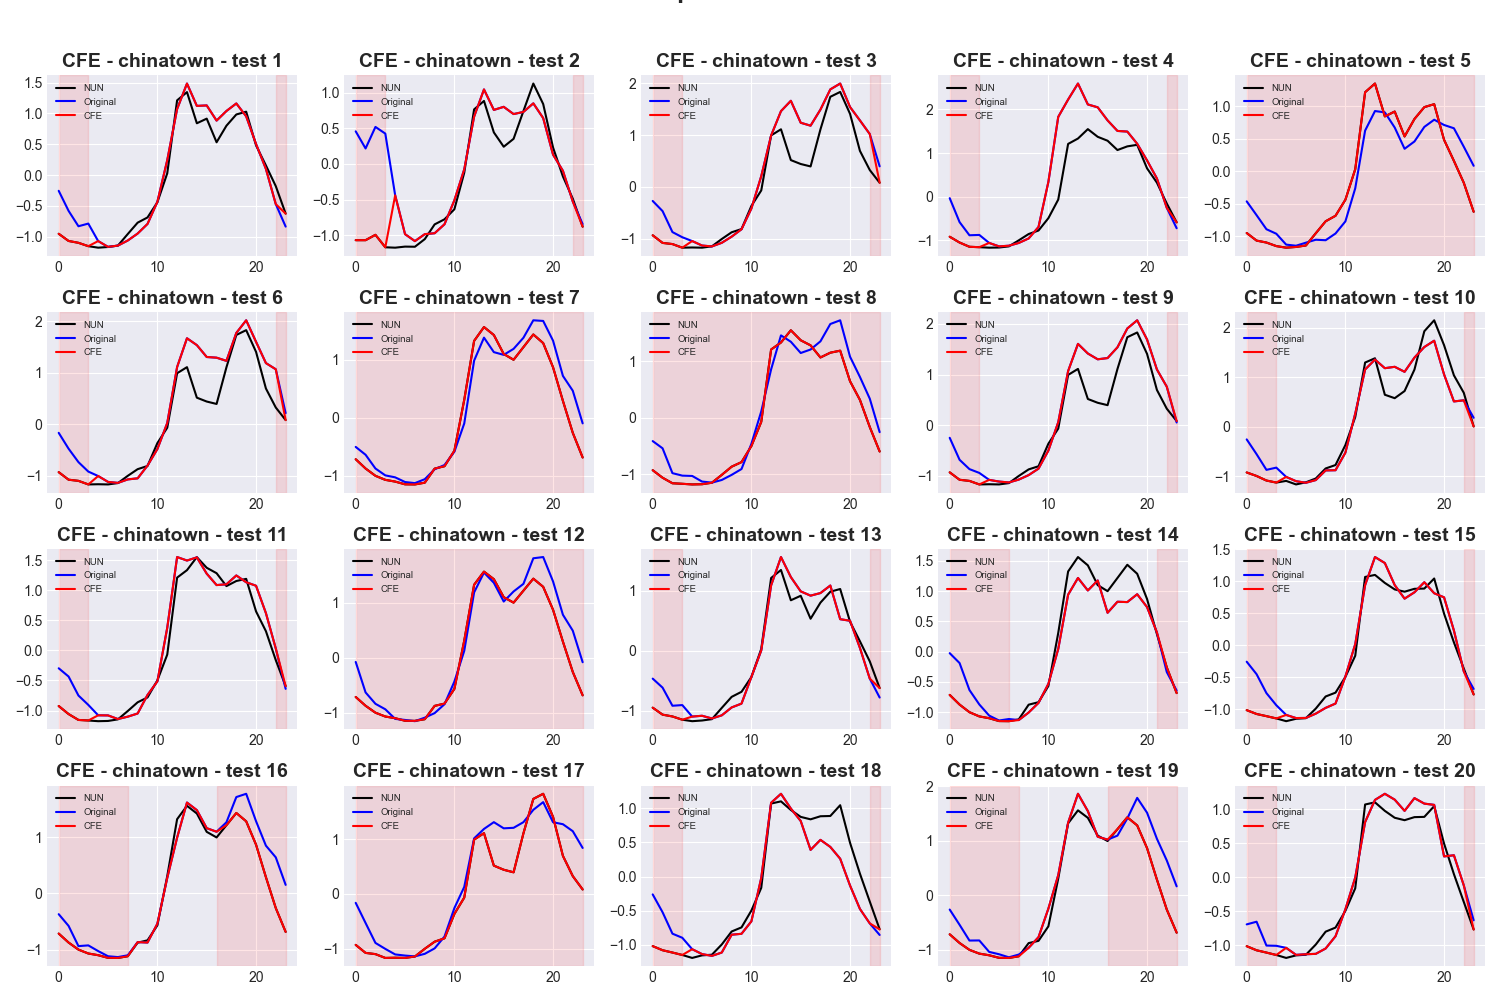 CFE - chinatown - test 1
CFE - chinatown - test 2
CFE - chinatown - test 3
CFE - chinatown - test 4
CFE - chinatown - test 5
1.5
1.0
0.5
0.0
−0.5
−1.0
NUN
Original
CFE
0
10
20
1.0
0.5
0.0
−0.5
−1.0
NUN
Original
CFE
0
10
20
2
1
0
−1
NUN
Original
CFE
0
10
20
2
1
0
−1
NUN
Original
CFE
0
10
20
1.0
0.5
0.0
−0.5
−1.0
NUN
Original
CFE
0
10
20
CFE - chinatown - test 6
CFE - chinatown - test 7
CFE - chinatown - test 8
CFE - chinatown - test 9
CFE - chinatown - test 10
2
1
0
−1
NUN
Original
CFE
0
10
20
1
0
−1
NUN
Original
CFE
0
10
20
1
0
−1
NUN
Original
CFE
0
10
20
2
1
0
−1
NUN
Original
CFE
0
10
20
2
1
0
−1
NUN
Original
CFE
0
10
20
CFE - chinatown - test 11
CFE - chinatown - test 12
CFE - chinatown - test 13
CFE - chinatown - test 14
CFE - chinatown - test 15
1.5
1.0
0.5
0.0
−0.5
−1.0
NUN
Original
CFE
0
10
20
1
0
−1
NUN
Original
CFE
0
10
20
1
0
−1
NUN
Original
CFE
0
10
20
1.5
1.0
0.5
0.0
−0.5
−1.0
NUN
Original
CFE
0
10
20
1.5
1.0
0.5
0.0
−0.5
−1.0
NUN
Original
CFE
0
10
20
CFE - chinatown - test 16
CFE - chinatown - test 17
CFE - chinatown - test 18
CFE - chinatown - test 19
CFE - chinatown - test 20
1
0
−1
NUN
Original
CFE
0
10
20
1
0
−1
NUN
Original
CFE
0
10
20
1.0
0.5
0.0
−0.5
−1.0
NUN
Original
CFE
0
10
20
2
1
0
−1
NUN
Original
CFE
0
10
20
1.0
0.5
0.0
−0.5
−1.0
NUN
Original
CFE
0
10
20